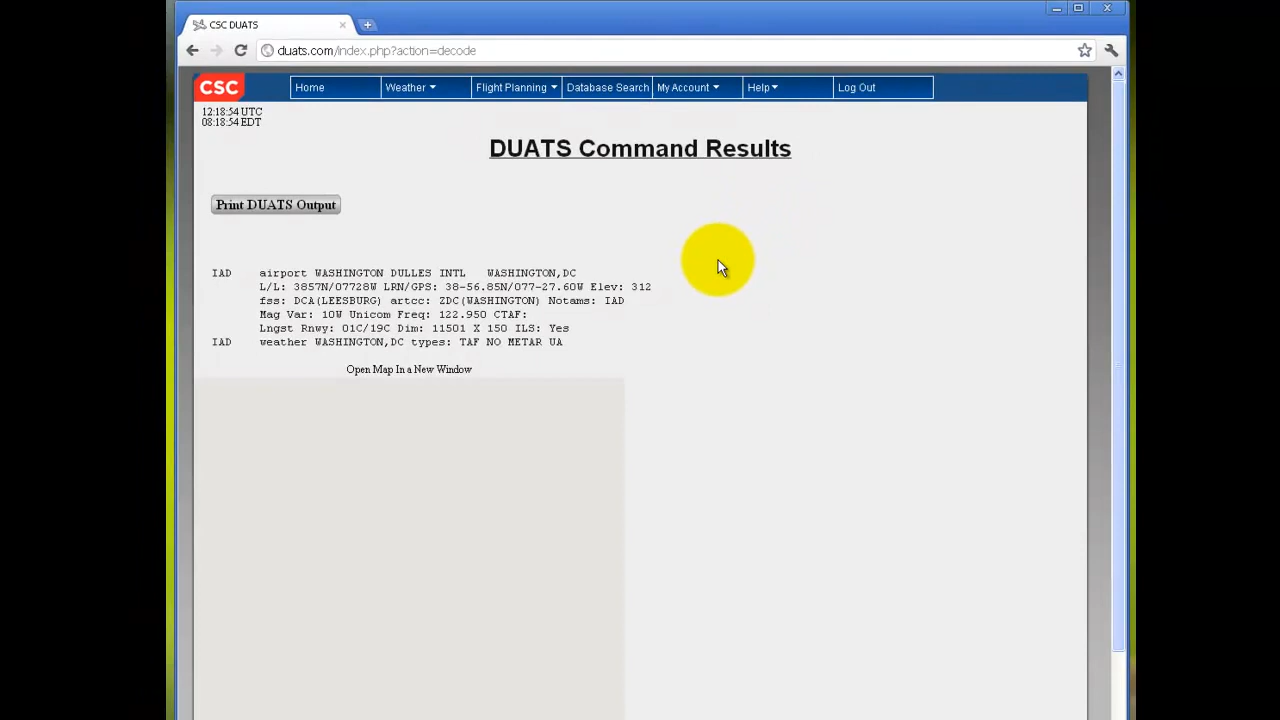 CSC DUATS
duats.com/index.php?action=decode
CSC Home Weather Flight Planning Database Search My Account Help Log Out
12:18:54 UTC
08:18:54 EDT
DUATS Command Results
Print DUATS Output
IAD airport WASHINGTON DULLES INTL WASHINGTON,DC
L/L: 3857N/07728W LRN/GPS: 38-56.85N/077-27.60W Elev: 312
fss: DCA(LEESBURG) artcc: ZDC(WASHINGTON) Notams: IAD
Mag Var: 10W Unicom Freq: 122.950 CTAF:
Lngst Rnwy: 01C/19C Dim: 11501 X 150 ILS: Yes
IAD weather WASHINGTON,DC types: TAF NO METAR UA
Open Map In a New Window